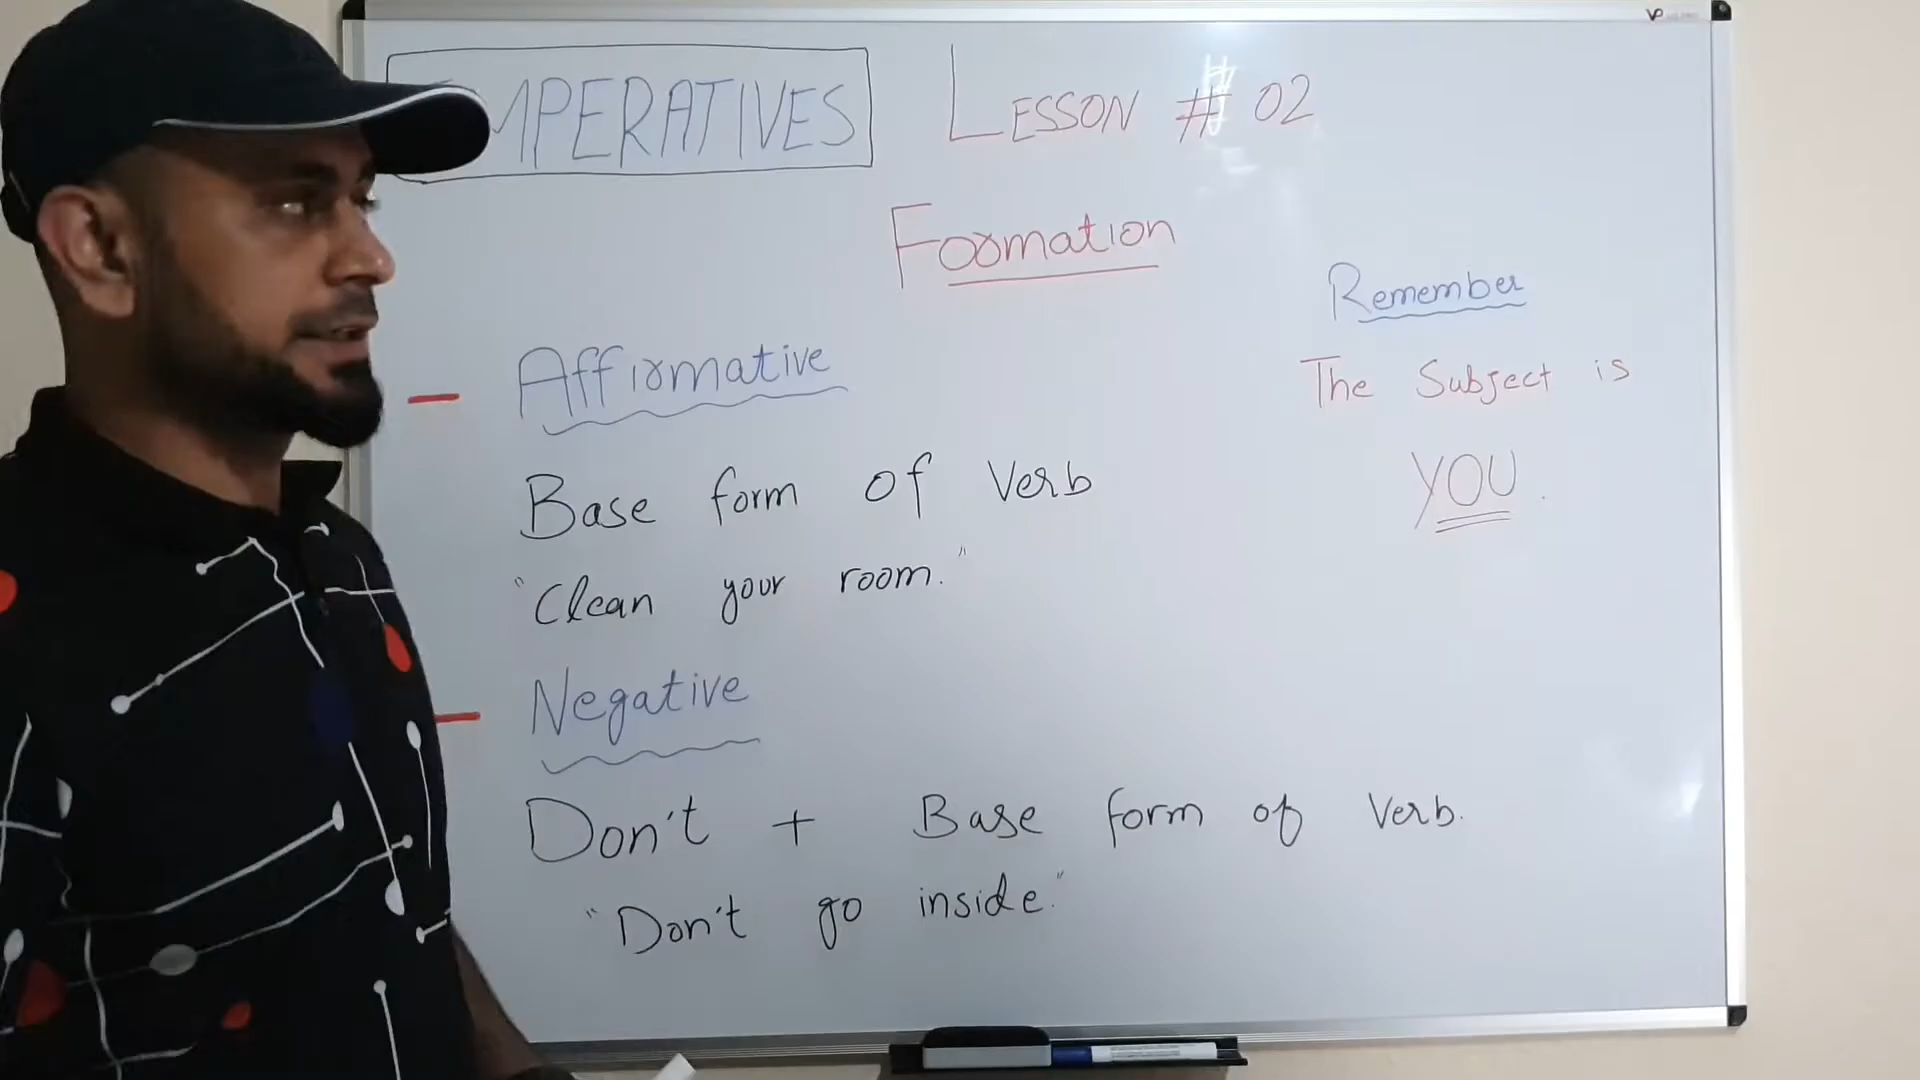 IMPERATIVES LESSON # 02
Formation
Remember
Affirmative
The Subject is
Base form of Verb
YOU.
"Clean your room."
Negative
Don't + Base form of Verb.
"Don't go inside."